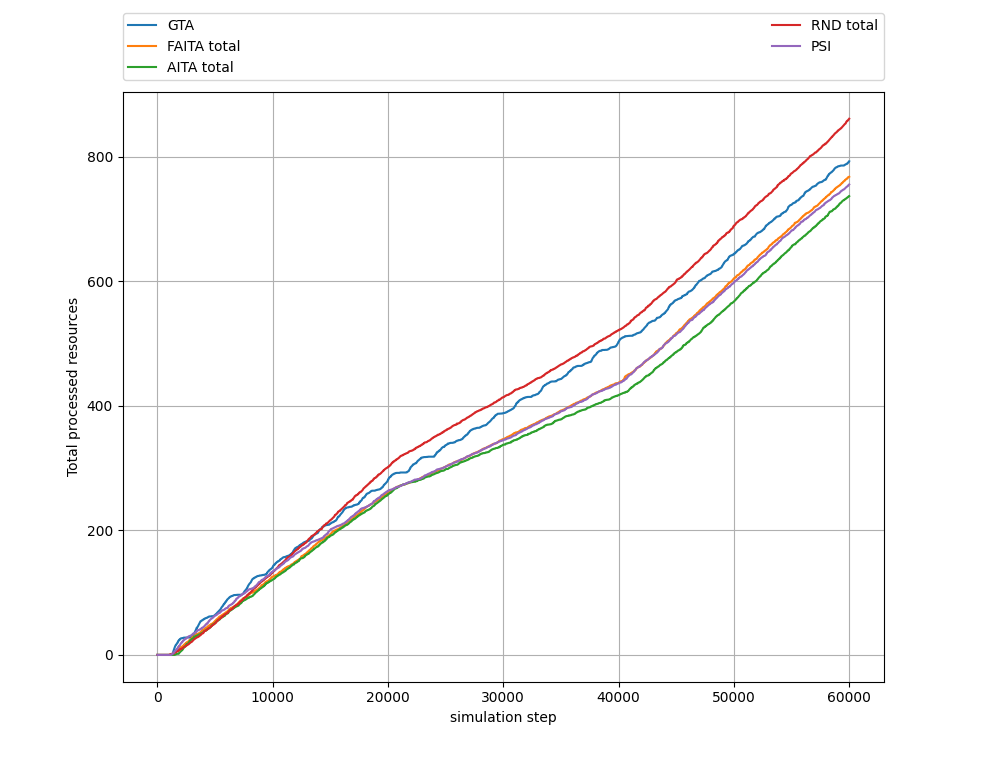 GTA
FAITA total
AITA total
RND total
PSI
800
600
400
200
0
Total processed resources
0 10000 20000 30000 40000 50000 60000
simulation step